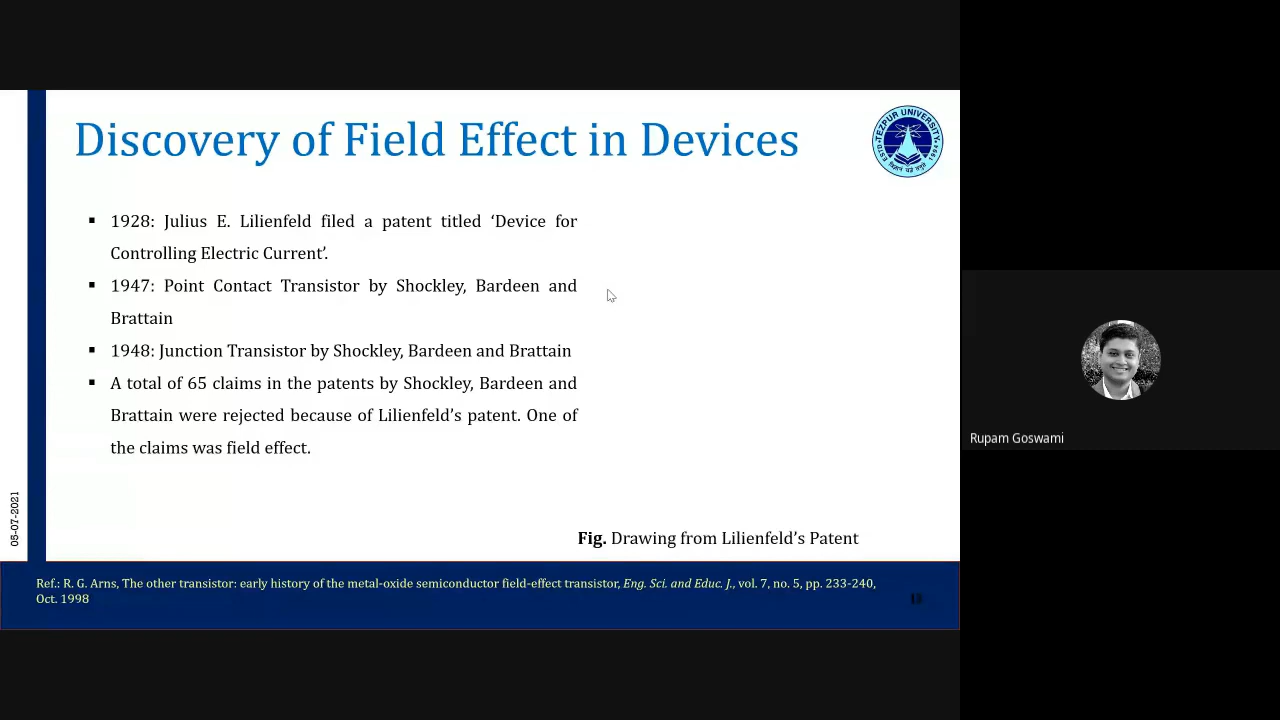 Discovery of Field Effect in Devices
TEZPUR UNIVERSITY
▪ 1928: Julius E. Lilienfeld filed a patent titled ‘Device for
Controlling Electric Current’.
▪ 1947: Point Contact Transistor by Shockley, Bardeen and
Brattain
▪ 1948: Junction Transistor by Shockley, Bardeen and Brattain
▪ A total of 65 claims in the patents by Shockley, Bardeen and
Brattain were rejected because of Lilienfeld’s patent. One of
the claims was field effect.
Fig. Drawing from Lilienfeld’s Patent
Ref.: R. G. Arns, The other transistor: early history of the metal-oxide semiconductor field-effect transistor, Eng. Sci. and Educ. J., vol. 7, no. 5, pp. 233-240,
Oct. 1998
Rupam Goswami